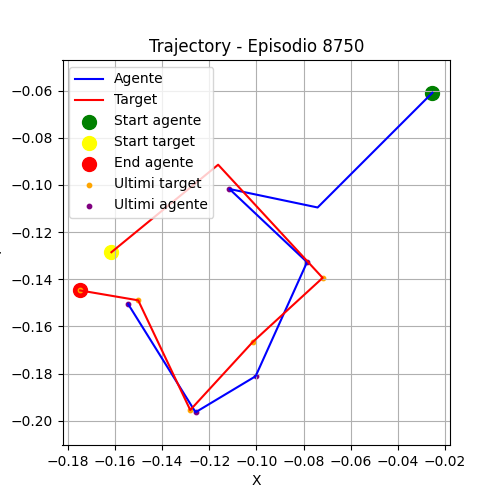 Trajectory - Episodio 8750
Agente
Target
Start agente
Start target
End agente
Ultimi target
Ultimi agente
−0.06
−0.08
−0.10
−0.12
−0.14
−0.16
−0.18
−0.20
−0.18 −0.16 −0.14 −0.12 −0.10 −0.08 −0.06 −0.04 −0.02
X